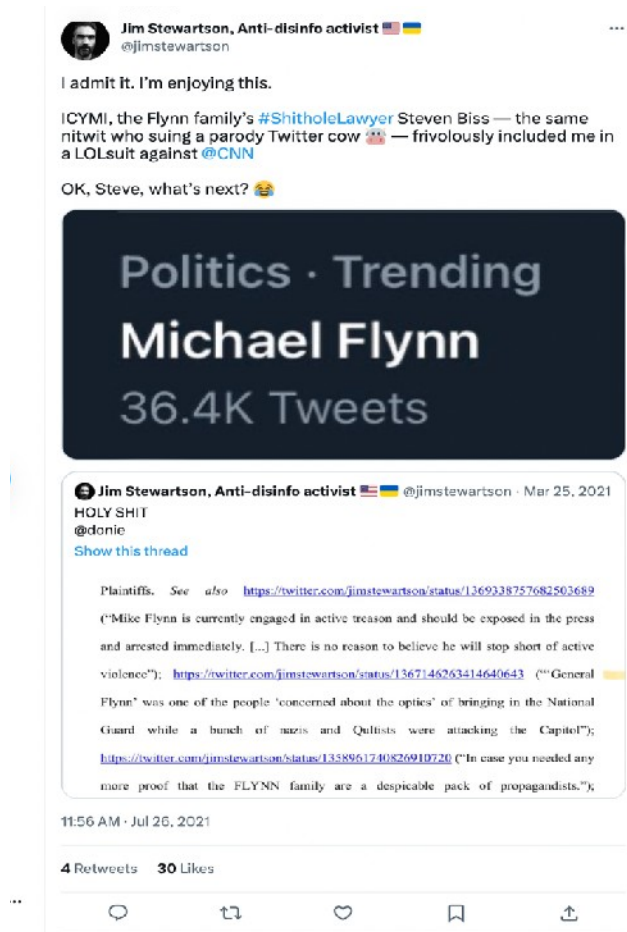 Jim Stewartson, Anti-disinfo activist 🇺🇸🇺🇦
@jimstewartson
I admit it. I'm enjoying this.
ICYMI, the Flynn family's #ShitholeLawyer Steven Biss — the same
nitwit who suing a parody Twitter cow 🐮 — frivolously included me in
a LOLsuit against @CNN
OK, Steve, what's next? 😂
Politics · Trending
Michael Flynn
36.4K Tweets
Jim Stewartson, Anti-disinfo activist 🇺🇸🇺🇦 @jimstewartson · Mar 25, 2021
HOLY SHIT
@donie
Show this thread
Plaintiffs. See also https://twitter.com/jimstewartson/status/1369338757682503689
("Mike Flynn is currently engaged in active treason and should be exposed in the press
and arrested immediately. [...] There is no reason to believe he will stop short of active
violence"); https://twitter.com/jimstewartson/status/1367146263414640643 ("'General
Flynn' was one of the people 'concerned about the optics' of bringing in the National
Guard while a bunch of nazis and Qultists were attacking the Capitol");
https://twitter.com/jimstewartson/status/1358961740826910720 ("In case you needed any
more proof that the FLYNN family are a despicable pack of propagandists.");
11:56 AM · Jul 26, 2021
4 Retweets 30 Likes